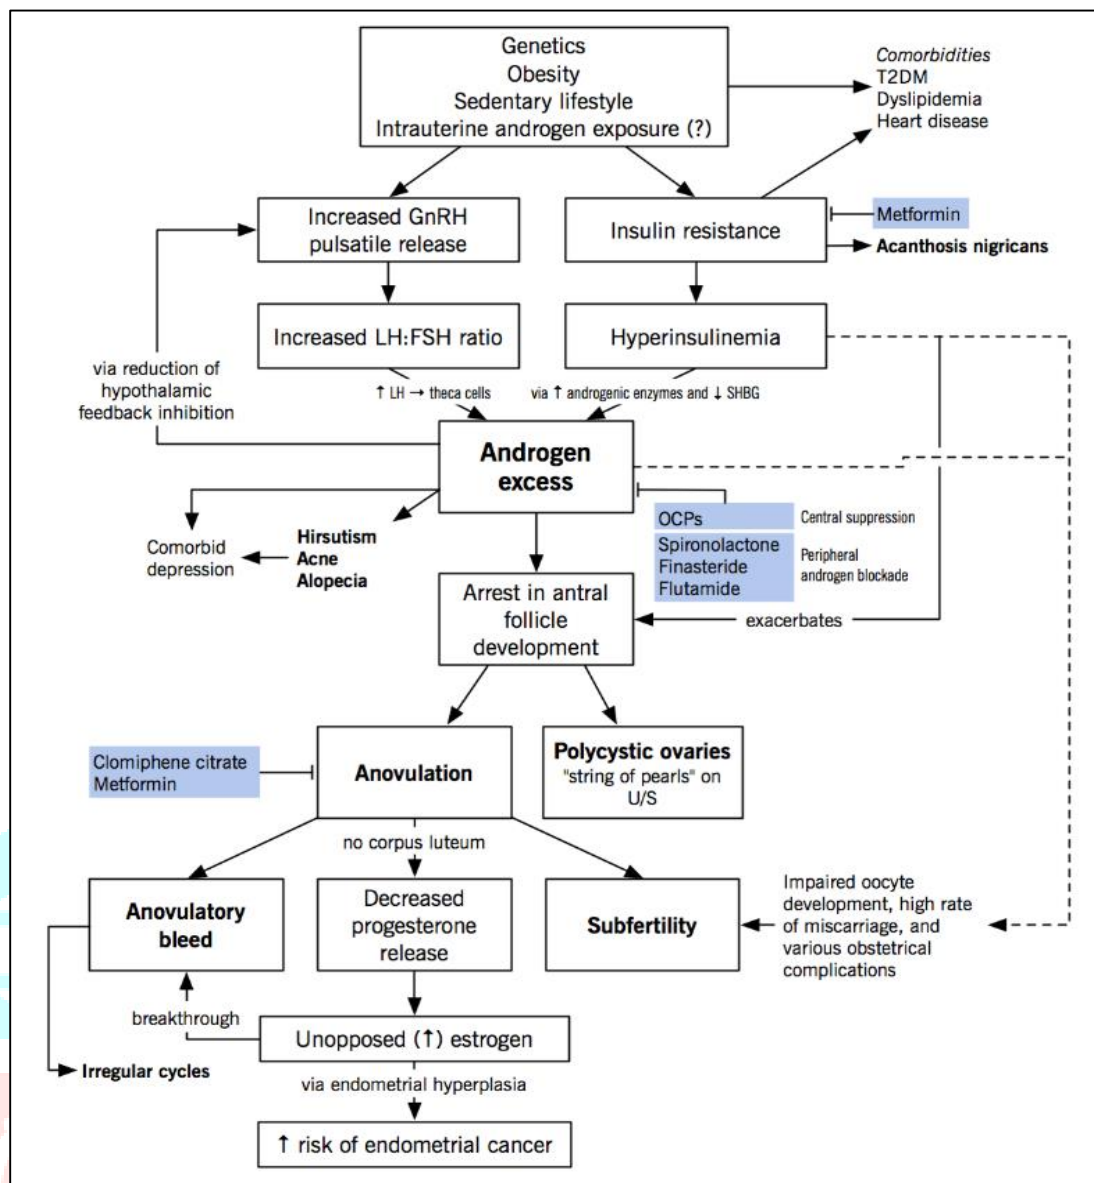 Genetics
Obesity
Sedentary lifestyle
Intrauterine androgen exposure (?)
Comorbidities
T2DM
Dyslipidemia
Heart disease
Increased GnRH
pulsatile release
Insulin resistance
Metformin
Acanthosis nigricans
Increased LH:FSH ratio
Hyperinsulinemia
via reduction of
hypothalamic
feedback inhibition
↑ LH → theca cells
via ↑ androgenic enzymes and ↓ SHBG
Androgen
excess
OCPs
Central suppression
Spironolactone
Finasteride
Flutamide
Peripheral
androgen blockade
Comorbid
depression
Hirsutism
Acne
Alopecia
Arrest in antral
follicle
development
exacerbates
Clomiphene citrate
Metformin
Anovulation
Polycystic ovaries
"string of pearls" on
U/S
no corpus luteum
Anovulatory
bleed
Decreased
progesterone
release
Subfertility
Impaired oocyte
development, high rate
of miscarriage, and
various obstetrical
complications
breakthrough
Unopposed (↑) estrogen
Irregular cycles
via endometrial hyperplasia
↑ risk of endometrial cancer